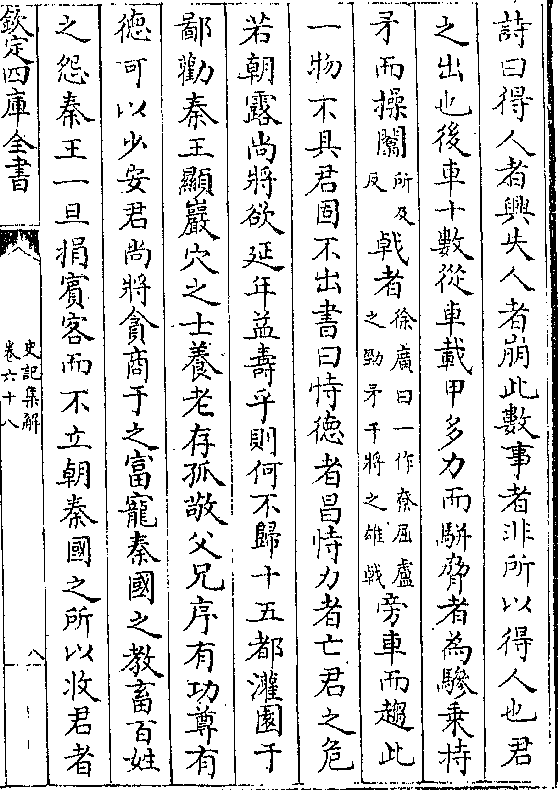 詩曰得人者興失人者崩此數事者非所以得人也君
之出也後車十數從車載甲多力而駢脅者為驂乗持
矛而操闟所及反㦸者徐廣曰一作寮屈盧之勁矛干將之雄㦸旁車而趨此
一物不具君固不出書曰恃德者昌恃力者亡君之危
若朝露尚將欲延年益壽乎則何不歸十五都灌園于
鄙勸秦王顯巖穴之士養老存孤敬父兄序有功尊有
德可以少安君尚將貪商于之富寵秦國之教畜百姓
之怨秦王一旦捐賓客而不立朝秦國之所以收君者
欽定四庫全書
史記集解
卷六十八
八